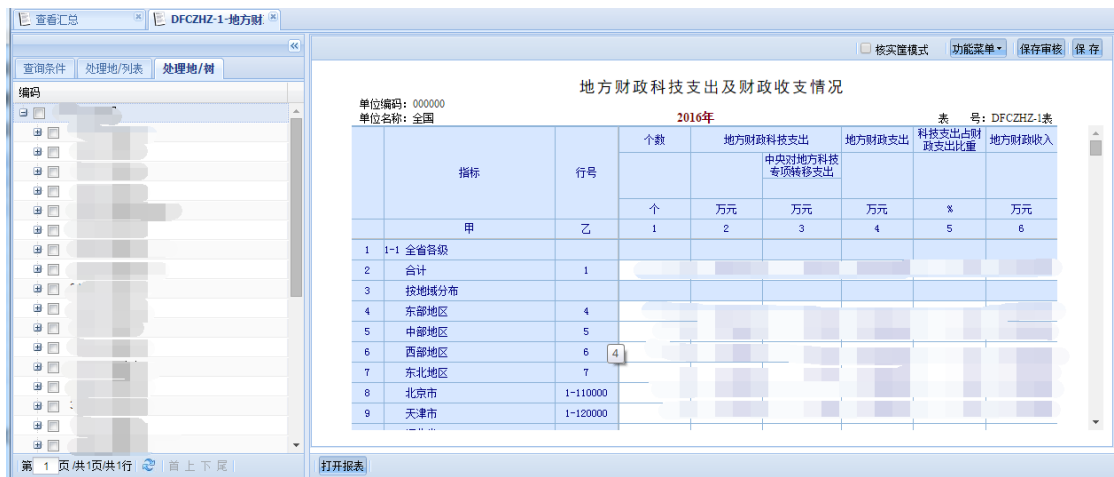 查看汇总
DFCZHZ-1-地方财
核实筐模式 功能菜单 保存审核 保 存
查询条件 处理地/列表 处理地/树
编码
地方财政科技支出及财政收支情况
单位编码：000000
单位名称：全国 2016年 表 号：DFCZHZ-1表
指标 行号 个数 地方财政科技支出 地方财政支出 科技支出占财政支出比重 地方财政收入
中央对地方科技专项转移支出
个 万元 万元 万元 % 万元
甲 乙 1 2 3 4 5 6
1 1-1 全省各级
2 合计 1
3 按地域分布
4 东部地区 4
5 中部地区 5
6 西部地区 6
4
7 东北地区 7
8 北京市 1-110000
9 天津市 1-120000
第 1 页/共1页/共1行 首 上 下 尾
打开报表